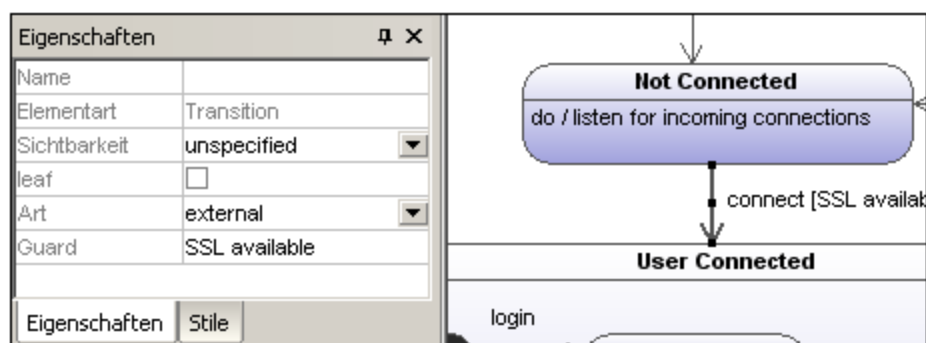 Eigenschaften
Name
Elementart Transition
Sichtbarkeit unspecified
leaf
Art external
Guard SSL available
Eigenschaften Stile
Not Connected
do / listen for incoming connections
connect [SSL availab
User Connected
login